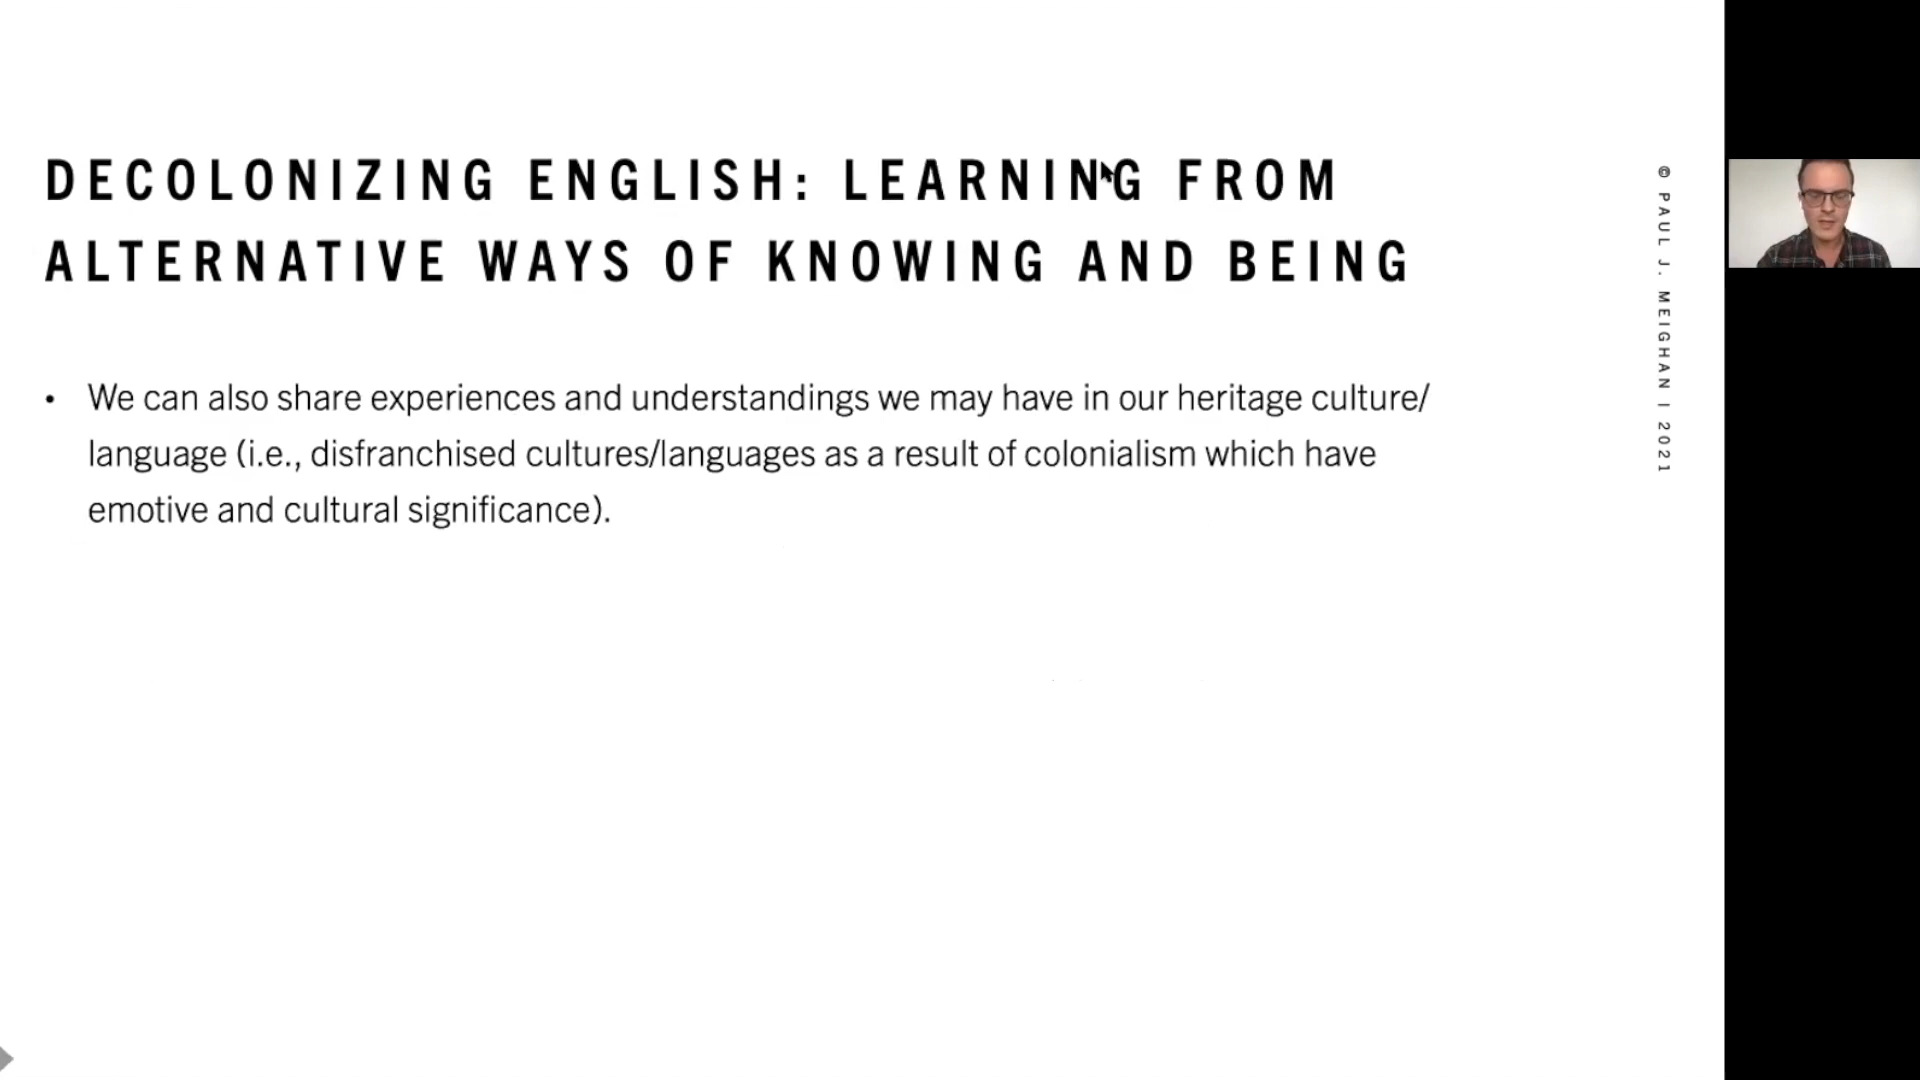 DECOLONIZING ENGLISH: LEARNING FROM
ALTERNATIVE WAYS OF KNOWING AND BEING
• We can also share experiences and understandings we may have in our heritage culture/
language (i.e., disfranchised cultures/languages as a result of colonialism which have
emotive and cultural significance).
© PAUL J. MEIGHAN | 2021